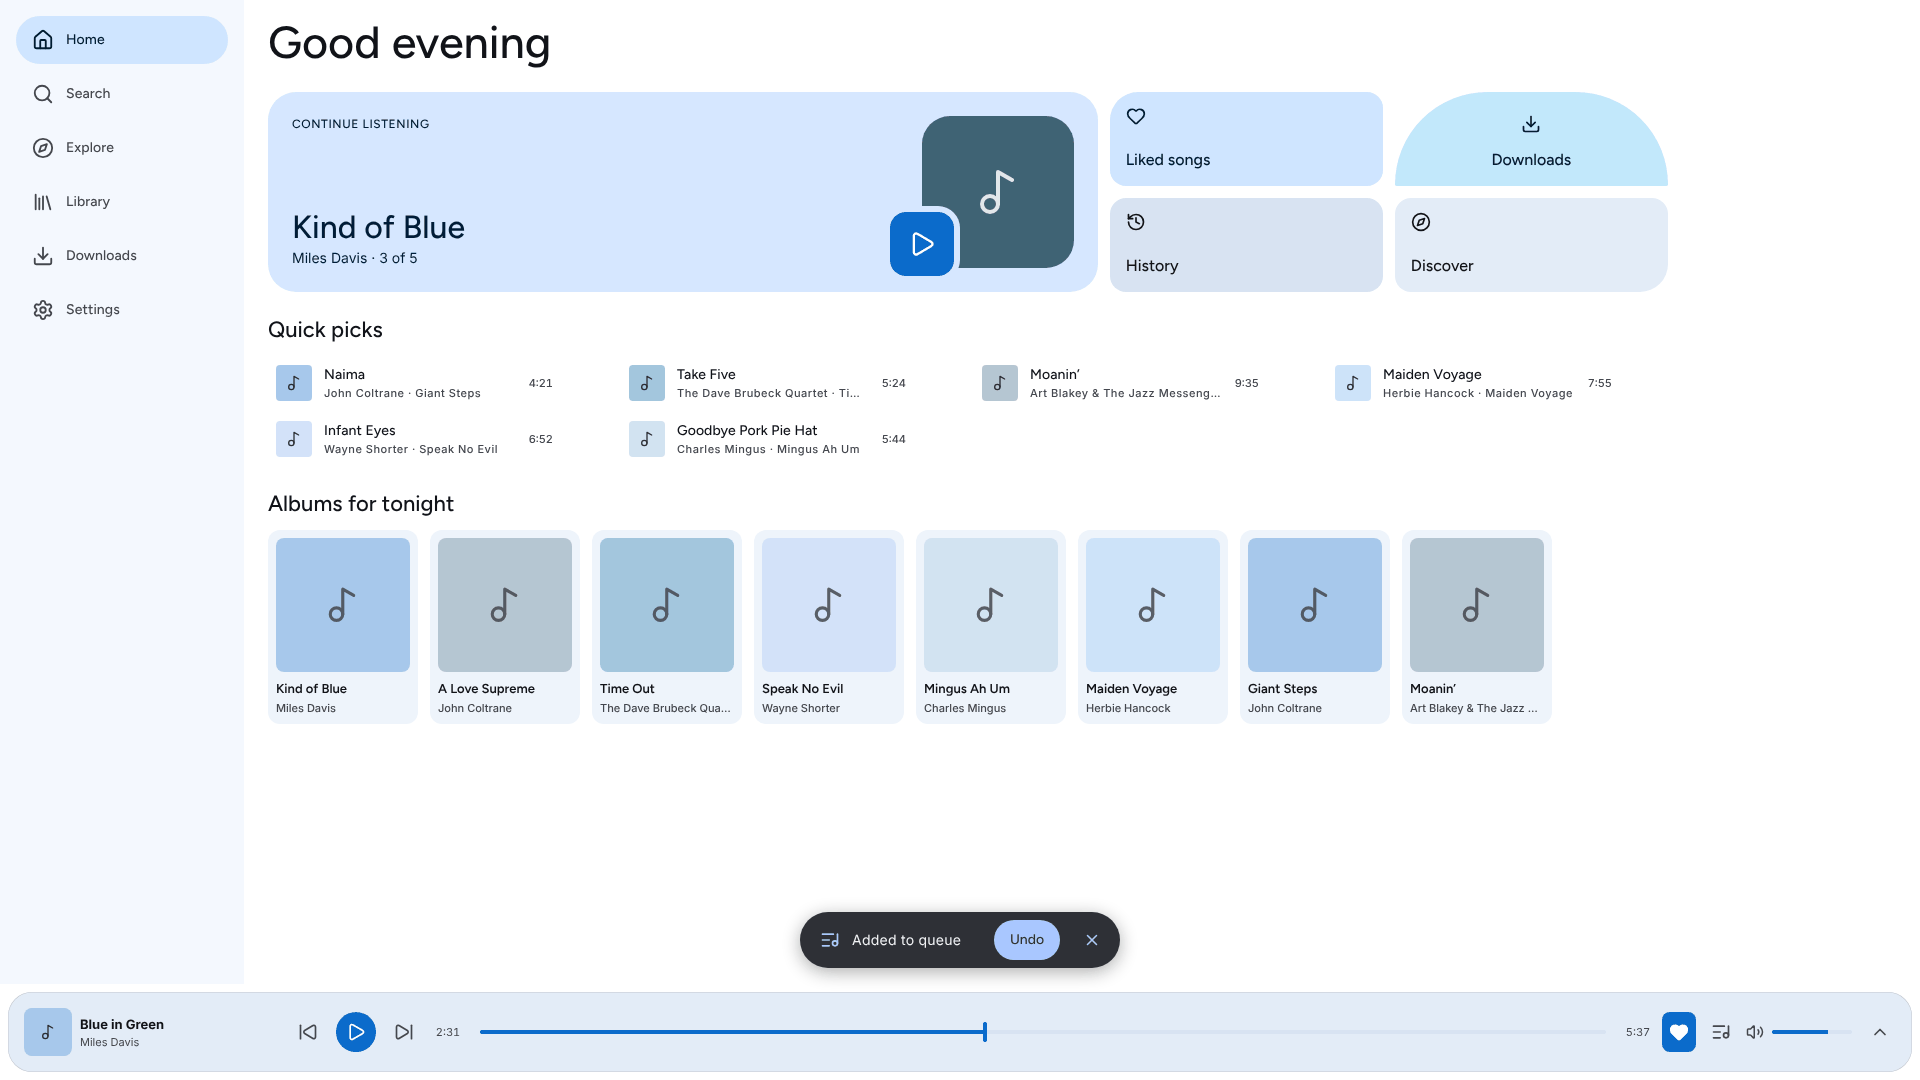 Home
Search
Explore
Library
Downloads
Settings
Good evening
CONTINUE LISTENING
Kind of Blue
Miles Davis · 3 of 5
Liked songs
Downloads
History
Discover
Quick picks
Naima
John Coltrane · Giant Steps
4:21
Take Five
The Dave Brubeck Quartet · Ti...
5:24
Moanin’
Art Blakey & The Jazz Messeng...
9:35
Maiden Voyage
Herbie Hancock · Maiden Voyage
7:55
Infant Eyes
Wayne Shorter · Speak No Evil
6:52
Goodbye Pork Pie Hat
Charles Mingus · Mingus Ah Um
5:44
Albums for tonight
Kind of Blue
Miles Davis
A Love Supreme
John Coltrane
Time Out
The Dave Brubeck Qua...
Speak No Evil
Wayne Shorter
Mingus Ah Um
Charles Mingus
Maiden Voyage
Herbie Hancock
Giant Steps
John Coltrane
Moanin’
Art Blakey & The Jazz ...
Added to queue
Undo
Blue in Green
Miles Davis
2:31
5:37